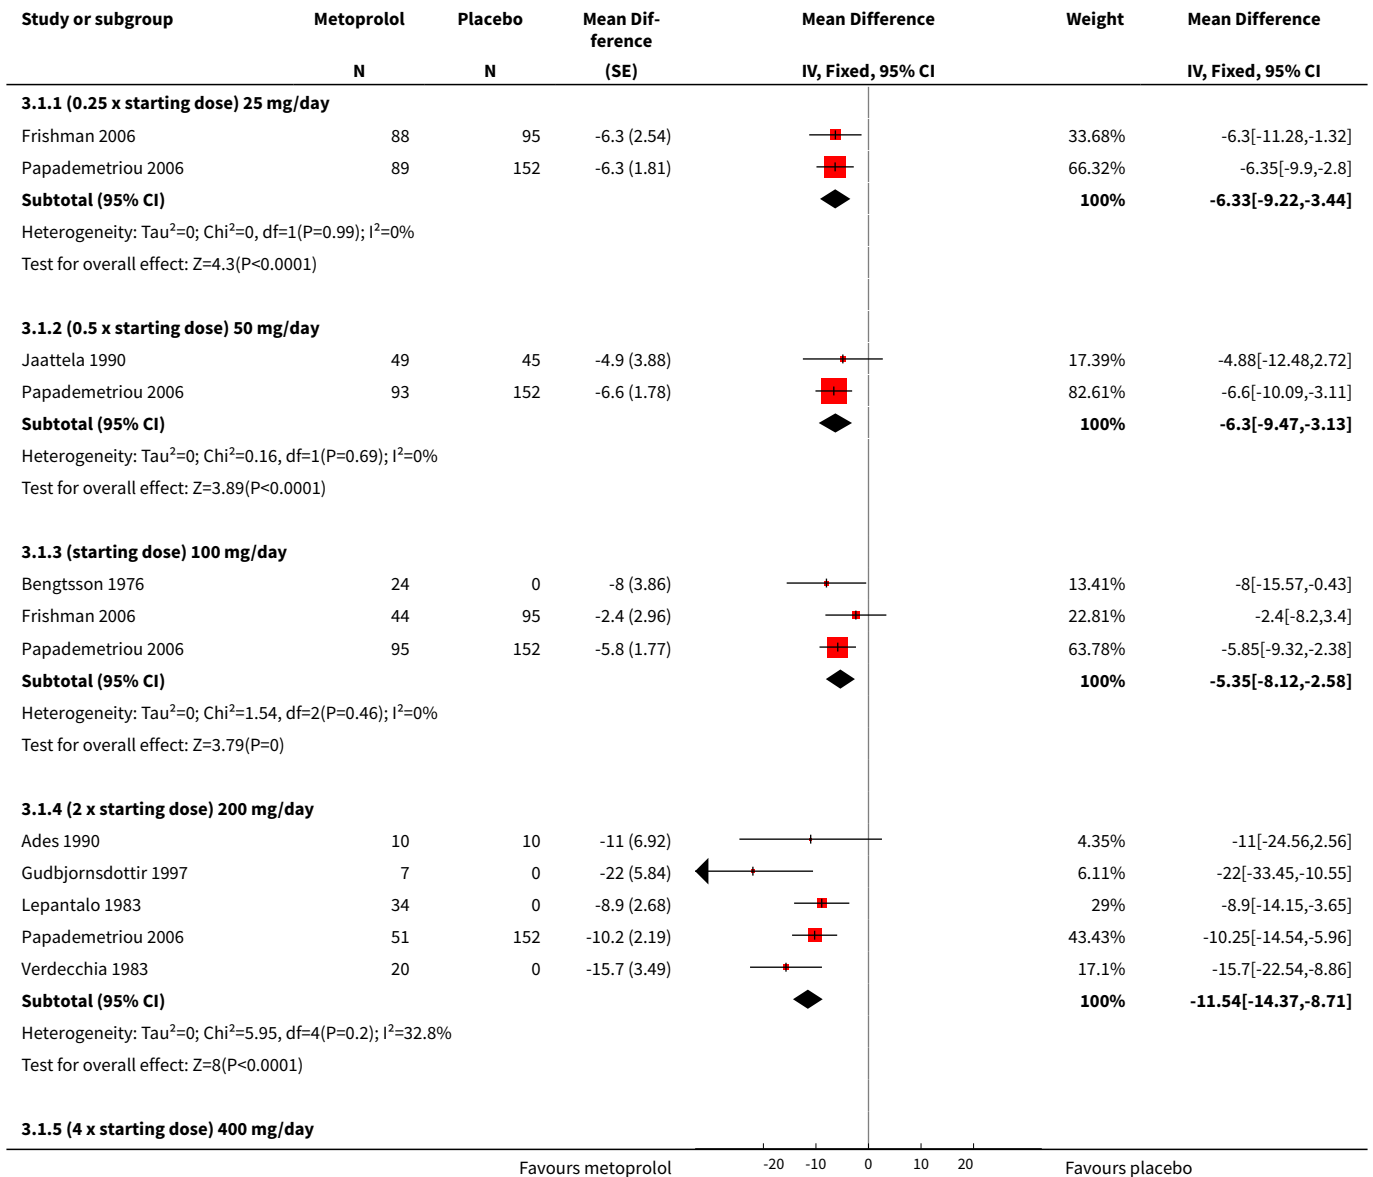 Study or subgroup Metoprolol Placebo Mean Dif- Mean Difference Weight Mean Difference
ference
N N (SE) IV, Fixed, 95% CI IV, Fixed, 95% CI
3.1.1 (0.25 x starting dose) 25 mg/day
Frishman 2006 88 95 -6.3 (2.54) 33.68% -6.3[-11.28,-1.32]
Papademetriou 2006 89 152 -6.3 (1.81) 66.32% -6.35[-9.9,-2.8]
Subtotal (95% CI) 100% -6.33[-9.22,-3.44]
Heterogeneity: Tau²=0; Chi²=0, df=1(P=0.99); I²=0%
Test for overall effect: Z=4.3(P<0.0001)
3.1.2 (0.5 x starting dose) 50 mg/day
Jaattela 1990 49 45 -4.9 (3.88) 17.39% -4.88[-12.48,2.72]
Papademetriou 2006 93 152 -6.6 (1.78) 82.61% -6.6[-10.09,-3.11]
Subtotal (95% CI) 100% -6.3[-9.47,-3.13]
Heterogeneity: Tau²=0; Chi²=0.16, df=1(P=0.69); I²=0%
Test for overall effect: Z=3.89(P<0.0001)
3.1.3 (starting dose) 100 mg/day
Bengtsson 1976 24 0 -8 (3.86) 13.41% -8[-15.57,-0.43]
Frishman 2006 44 95 -2.4 (2.96) 22.81% -2.4[-8.2,3.4]
Papademetriou 2006 95 152 -5.8 (1.77) 63.78% -5.85[-9.32,-2.38]
Subtotal (95% CI) 100% -5.35[-8.12,-2.58]
Heterogeneity: Tau²=0; Chi²=1.54, df=2(P=0.46); I²=0%
Test for overall effect: Z=3.79(P=0)
3.1.4 (2 x starting dose) 200 mg/day
Ades 1990 10 10 -11 (6.92) 4.35% -11[-24.56,2.56]
Gudbjornsdottir 1997 7 0 -22 (5.84) 6.11% -22[-33.45,-10.55]
Lepantalo 1983 34 0 -8.9 (2.68) 29% -8.9[-14.15,-3.65]
Papademetriou 2006 51 152 -10.2 (2.19) 43.43% -10.25[-14.54,-5.96]
Verdecchia 1983 20 0 -15.7 (3.49) 17.1% -15.7[-22.54,-8.86]
Subtotal (95% CI) 100% -11.54[-14.37,-8.71]
Heterogeneity: Tau²=0; Chi²=5.95, df=4(P=0.2); I²=32.8%
Test for overall effect: Z=8(P<0.0001)
3.1.5 (4 x starting dose) 400 mg/day
Favours metoprolol -20 -10 0 10 20 Favours placebo